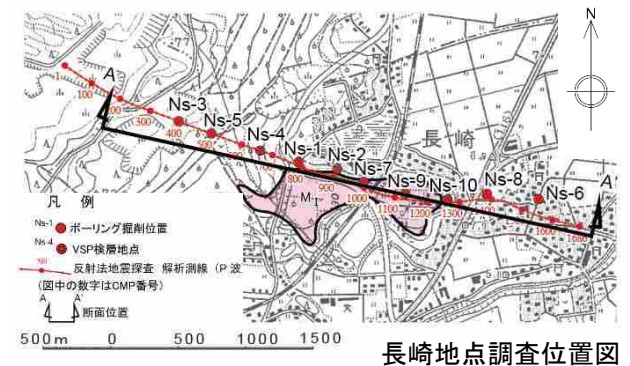 N
A
1
100
200
300
Ns-3
400
Ns-5
500
Ns-4
700
Ns-1
800
Ns-2
900
Ns-7
1000
Ns-9
1100
1200
Ns-10
1300
Ns-8
Ns-6
1600
1680
A'
長崎
MI
凡 例
Ns-1 ボーリング掘削位置
Ns-4 VSP検層地点
100 反射法地震探査 解析測線（P波
(図中の数字はCMP番号)
A A' 断面位置
500m 0 500 1000 1500
長崎地点調査位置図